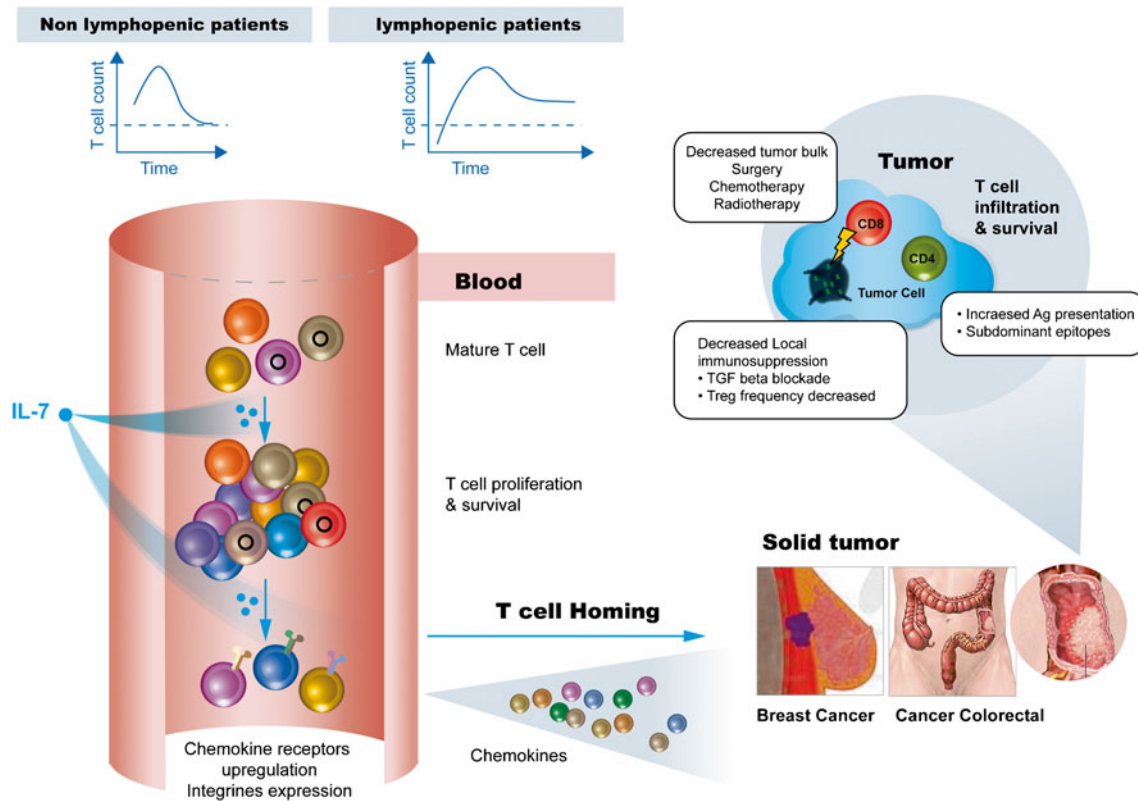 Non lymphopenic patients
lymphopenic patients
T cell count
Time
T cell count
Time
Decreased tumor bulk
Surgery
Chemotherapy
Radiotherapy
Tumor
T cell
infiltration
& survival
CD8
CD4
Tumor Cell
• Incraesed Ag presentation
• Subdominant epitopes
Decreased Local
immunosuppression
• TGF beta blockade
• Treg frequency decreased
Blood
Mature T cell
IL-7
T cell proliferation
& survival
Solid tumor
T cell Homing
Breast Cancer
Cancer Colorectal
Chemokines
Chemokine receptors
upregulation
Integrines expression